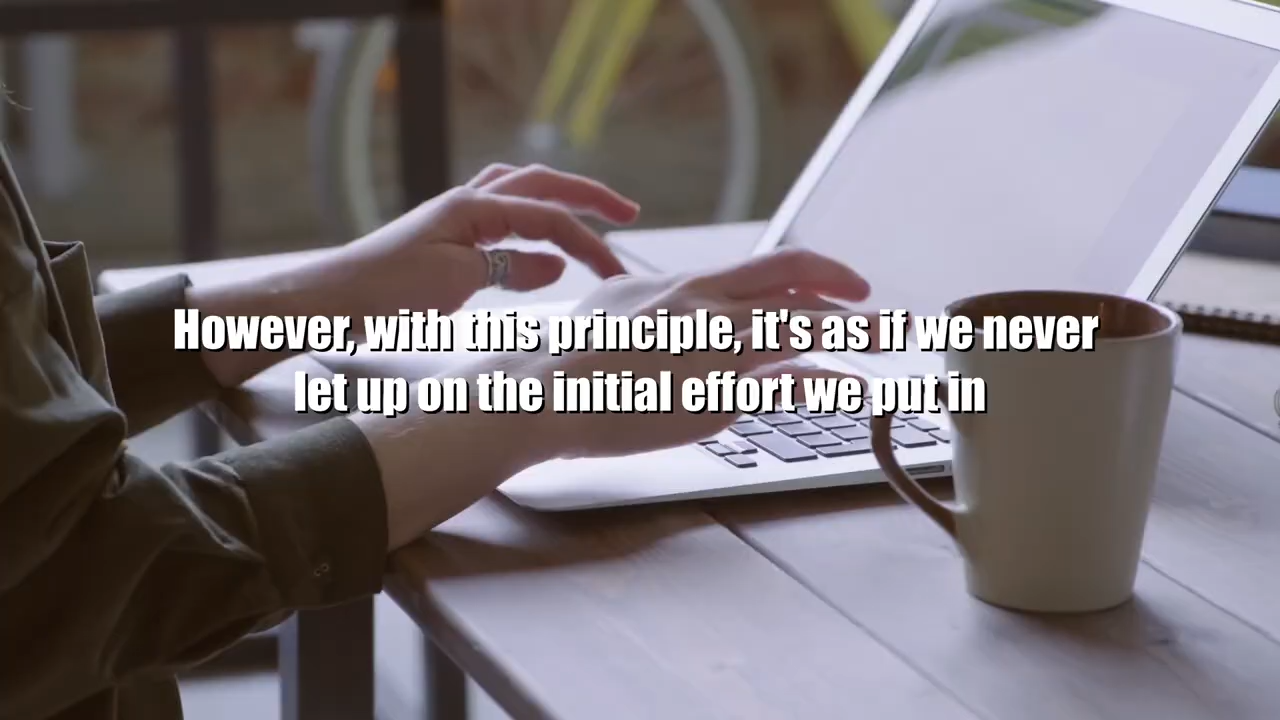 However, with this principle, it's as if we never
let up on the initial effort we put in